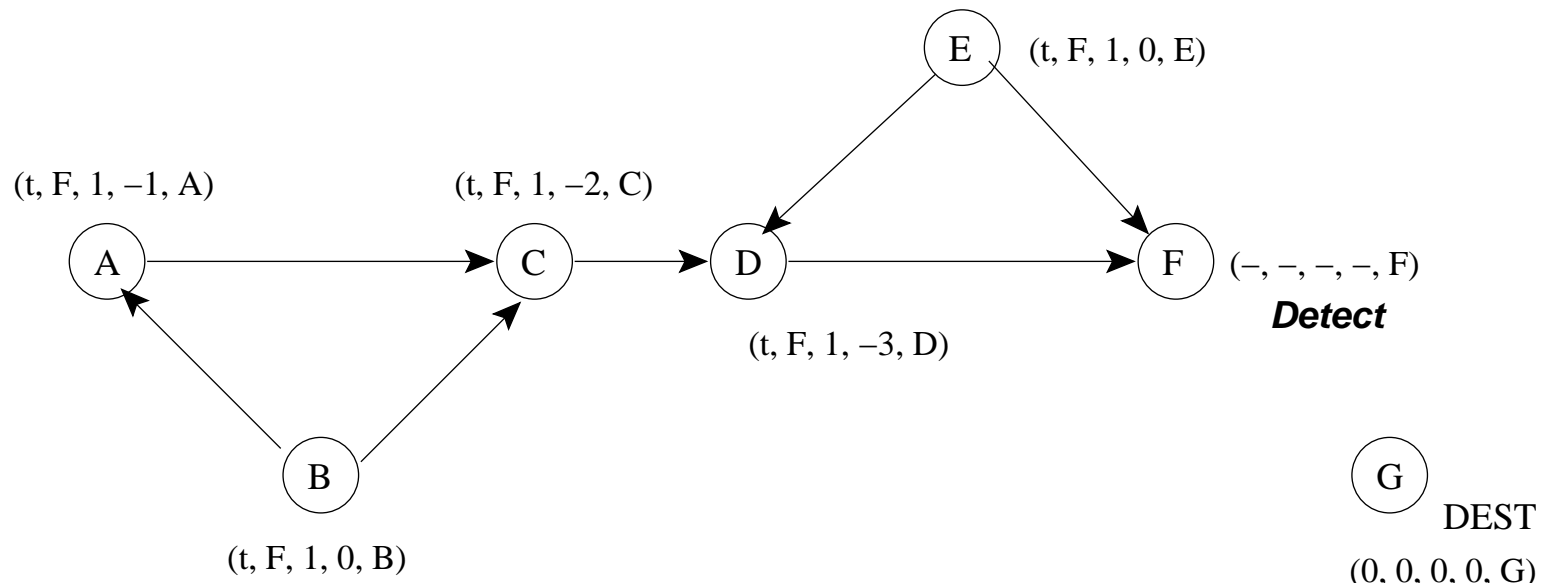 E
(t, F, 1, 0, E)
(t, F, 1, –1, A)
(t, F, 1, –2, C)
A
C
D
F
(–, –, –, –, F)
Detect
(t, F, 1, –3, D)
B
G
DEST
(t, F, 1, 0, B)
(0, 0, 0, 0, G)